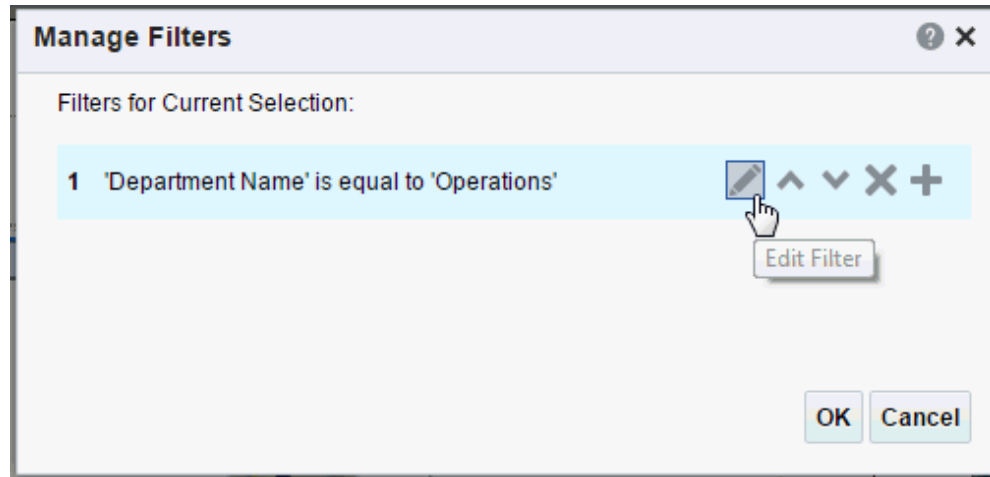 Manage Filters
Filters for Current Selection:
1 'Department Name' is equal to 'Operations'
Edit Filter
OK Cancel